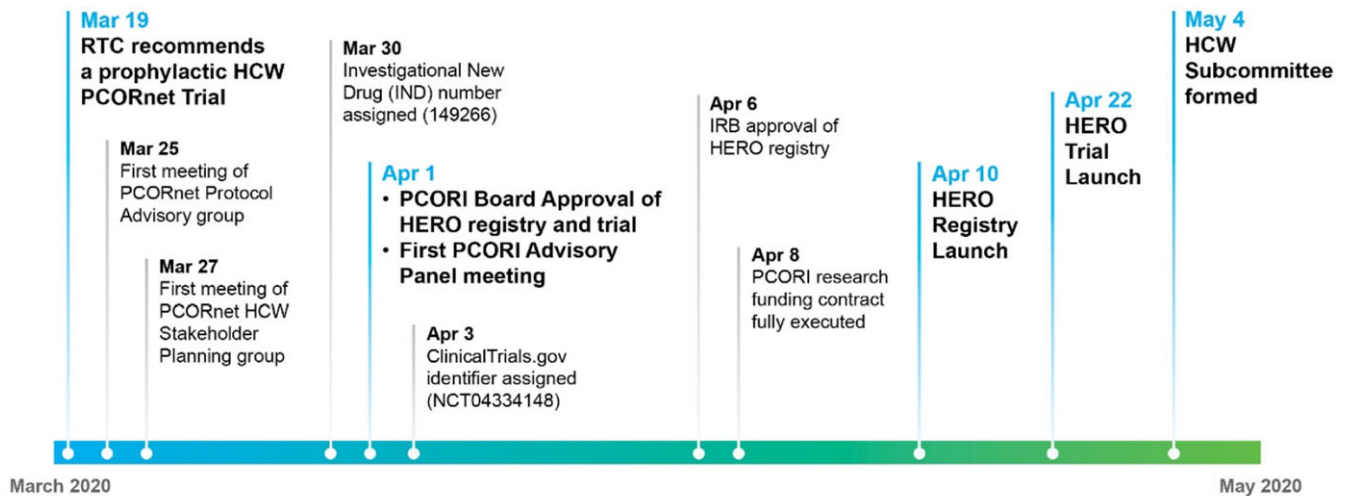 Mar 19
RTC recommends
a prophylactic HCW
PCORnet Trial
Mar 25
First meeting of
PCORnet Protocol
Advisory group
Mar 27
First meeting of
PCORnet HCW
Stakeholder
Planning group
Mar 30
Investigational New
Drug (IND) number
assigned (149266)
Apr 1
• PCORI Board Approval of
HERO registry and trial
• First PCORI Advisory
Panel meeting
Apr 3
ClinicalTrials.gov
identifier assigned
(NCT04334148)
Apr 6
IRB approval of
HERO registry
Apr 8
PCORI research
funding contract
fully executed
Apr 10
HERO
Registry
Launch
Apr 22
HERO
Trial
Launch
May 4
HCW
Subcommittee
formed
March 2020
May 2020